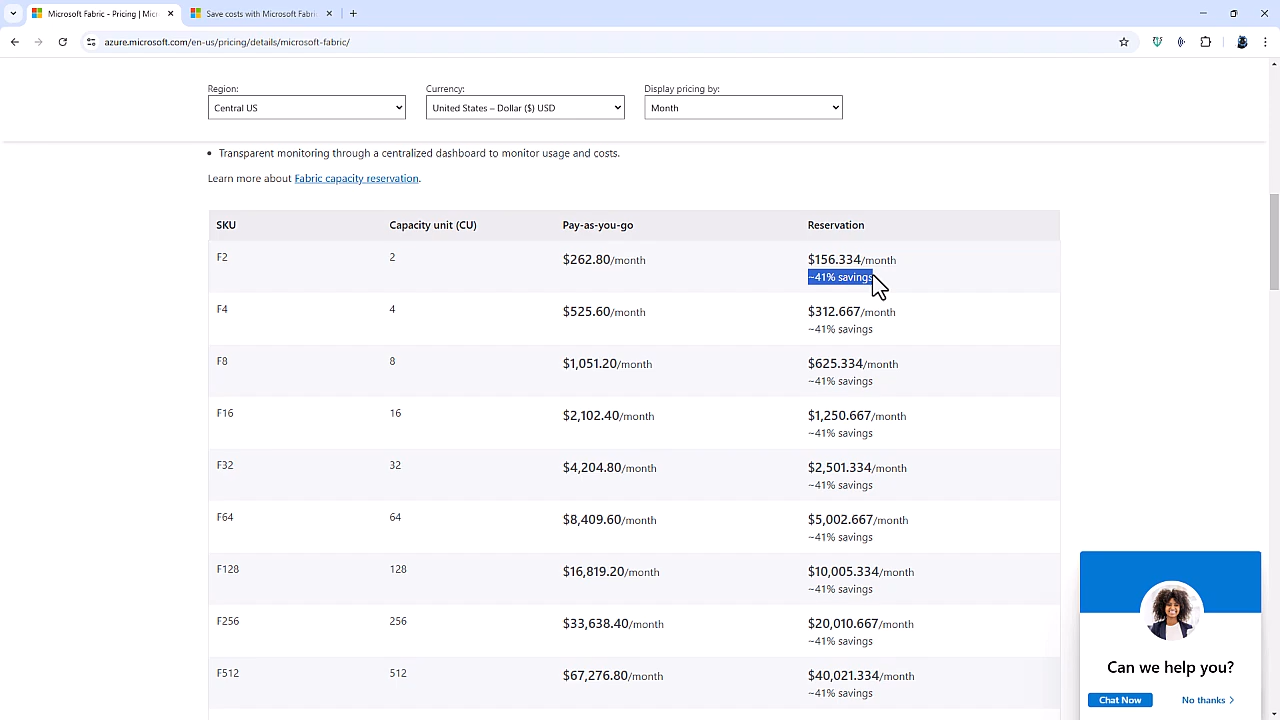 Microsoft Fabric - Pricing | Micr
Save costs with Microsoft Fabric
azure.microsoft.com/en-us/pricing/details/microsoft-fabric/
Region:
Central US
Currency:
United States – Dollar ($) USD
Display pricing by:
Month
Transparent monitoring through a centralized dashboard to monitor usage and costs.
Learn more about Fabric capacity reservation.
SKU Capacity unit (CU) Pay-as-you-go Reservation
F2 2 $262.80/month $156.334/month
~41% savings
F4 4 $525.60/month $312.667/month
~41% savings
F8 8 $1,051.20/month $625.334/month
~41% savings
F16 16 $2,102.40/month $1,250.667/month
~41% savings
F32 32 $4,204.80/month $2,501.334/month
~41% savings
F64 64 $8,409.60/month $5,002.667/month
~41% savings
F128 128 $16,819.20/month $10,005.334/month
~41% savings
F256 256 $33,638.40/month $20,010.667/month
~41% savings
F512 512 $67,276.80/month $40,021.334/month
~41% savings
Can we help you?
Chat Now No thanks